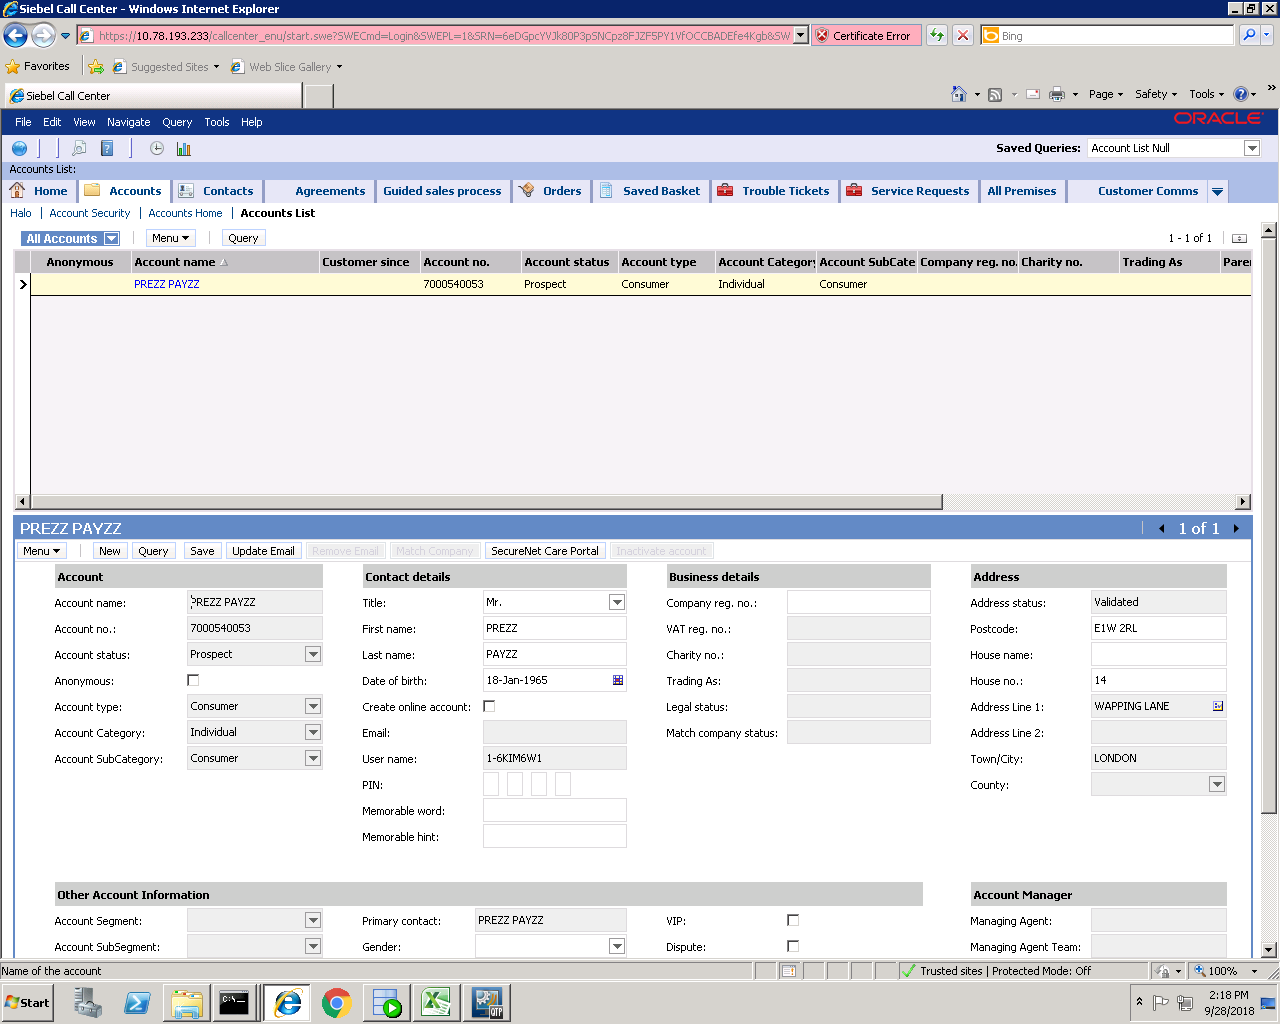 Siebel Call Center - Windows Internet Explorer
https://10.78.193.233/callcenter_enu/start.swe?SWECmd=Login&SWEPL=1&SRN=6eDGpcYVJk80P3pSNCpz8FJZF5PY1VfOCCBADEfe4Kgb&SW
Certificate Error
Bing
Favorites
Suggested Sites
Web Slice Gallery
Siebel Call Center
Page
Safety
Tools
File Edit View Navigate Query Tools Help
ORACLE
Saved Queries: Account List Null
Accounts List:
Home Accounts Contacts Agreements Guided sales process Orders Saved Basket Trouble Tickets Service Requests All Premises Customer Comms
Halo | Account Security | Accounts Home | Accounts List
All Accounts Menu Query 1 - 1 of 1
Anonymous Account name Customer since Account no. Account status Account type Account Category Account SubCate Company reg. no. Charity no. Trading As Pare
PREZZ PAYZZ 7000540053 Prospect Consumer Individual Consumer
PREZZ PAYZZ 1 of 1
Menu New Query Save Update Email Remove Email Match Company SecureNet Care Portal Inactivate account
Account Contact details Business details Address
Account name: PREZZ PAYZZ Title: Mr. Company reg. no.: Address status: Validated
Account no.: 7000540053 First name: PREZZ VAT reg. no.: Postcode: E1W 2RL
Account status: Prospect Last name: PAYZZ Charity no.: House name:
Anonymous: Date of birth: 18-Jan-1965 Trading As: House no.: 14
Account type: Consumer Create online account: Legal status: Address Line 1: WAPPING LANE
Account Category: Individual Email: Match company status: Address Line 2:
Account SubCategory: Consumer User name: 1-6KIM6W1 Town/City: LONDON
PIN: County:
Memorable word:
Memorable hint:
Other Account Information Account Manager
Account Segment: Primary contact: PREZZ PAYZZ VIP: Managing Agent:
Account SubSegment: Gender: Dispute: Managing Agent Team:
Name of the account Trusted sites | Protected Mode: Off 100%
Start C:\ QTP 2:18 PM
9/28/2018